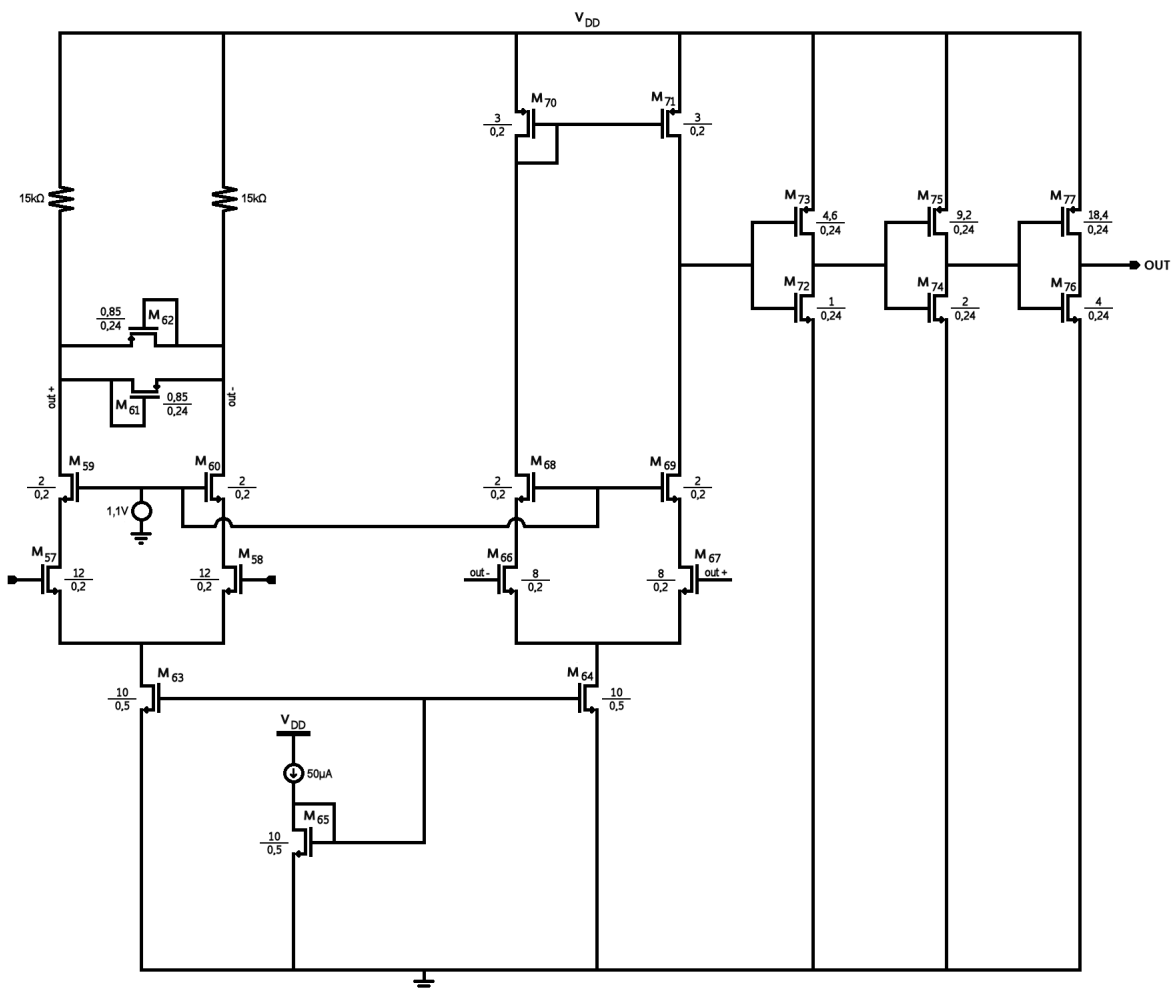 VDD
M70
M71
3
0,2
3
0,2
15kΩ
15kΩ
M73
4,6
0,24
M75
9,2
0,24
M77
18,4
0,24
OUT
M72
1
0,24
M74
2
0,24
M76
4
0,24
0,85
0,24
M62
out +
M61
0,85
0,24
out -
M59
2
0,2
M60
2
0,2
1,1V
M68
2
0,2
M69
2
0,2
M57
12
0,2
M58
12
0,2
M66
out -
8
0,2
M67
out +
8
0,2
M63
10
0,5
M64
10
0,5
VDD
50µA
M65
10
0,5